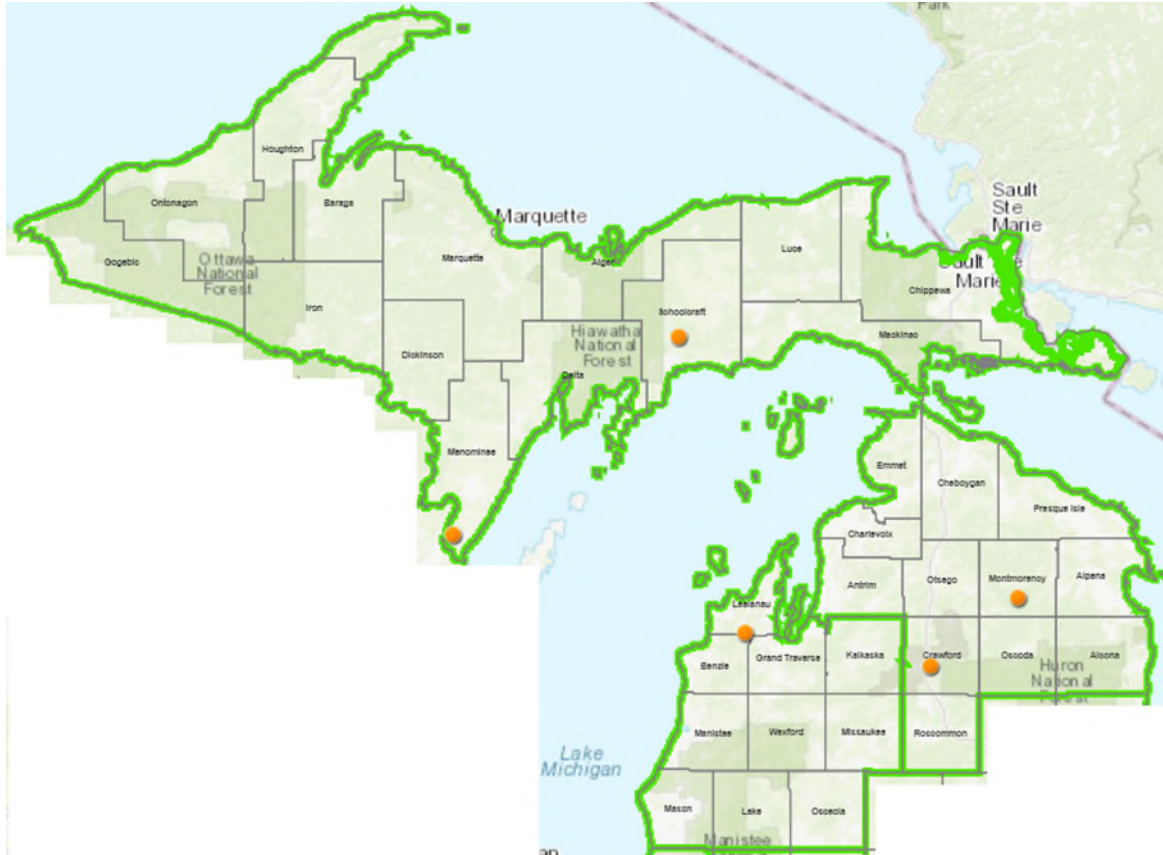 Park
Sault
Ste
Marie
Houghton
Ontonagon
Baraga
Marquette
Luce
Gogebic
Ottawa
National
Forest
Marquette
Alger
Sault Ste
Marie
Chippewa
Iron
Schoolcraft
Mackinac
Dickinson
Hiawatha
National
Forest
Delta
Menominee
Emmet
Cheboygan
Presque Isle
Charlevoix
Antrim
Otsego
Montmorency
Alpena
Leelanau
Benzie
Grand Traverse
Kalkaska
Crawford
Oscoda
Alcona
Huron
National
Forest
Manistee
Wexford
Missaukee
Roscommon
Lake
Michigan
Mason
Lake
Osceola
Manistee